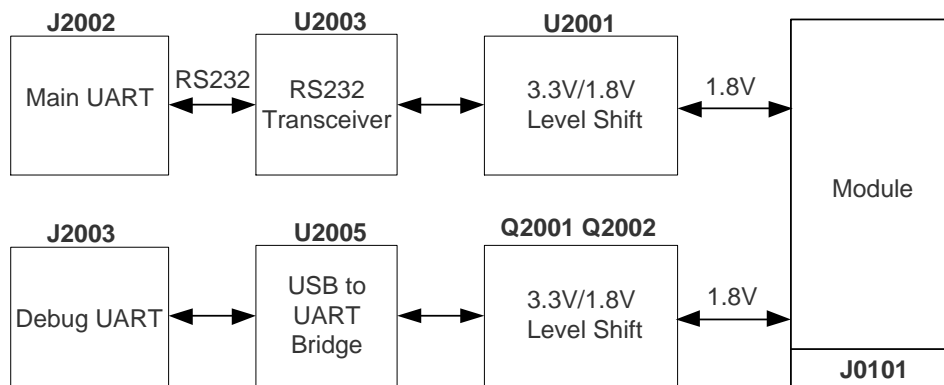 J2002
U2003
U2001
Main UART
RS232
RS232
Transceiver
3.3V/1.8V
Level Shift
1.8V
Module
J2003
U2005
Q2001 Q2002
Debug UART
USB to
UART
Bridge
3.3V/1.8V
Level Shift
1.8V
J0101